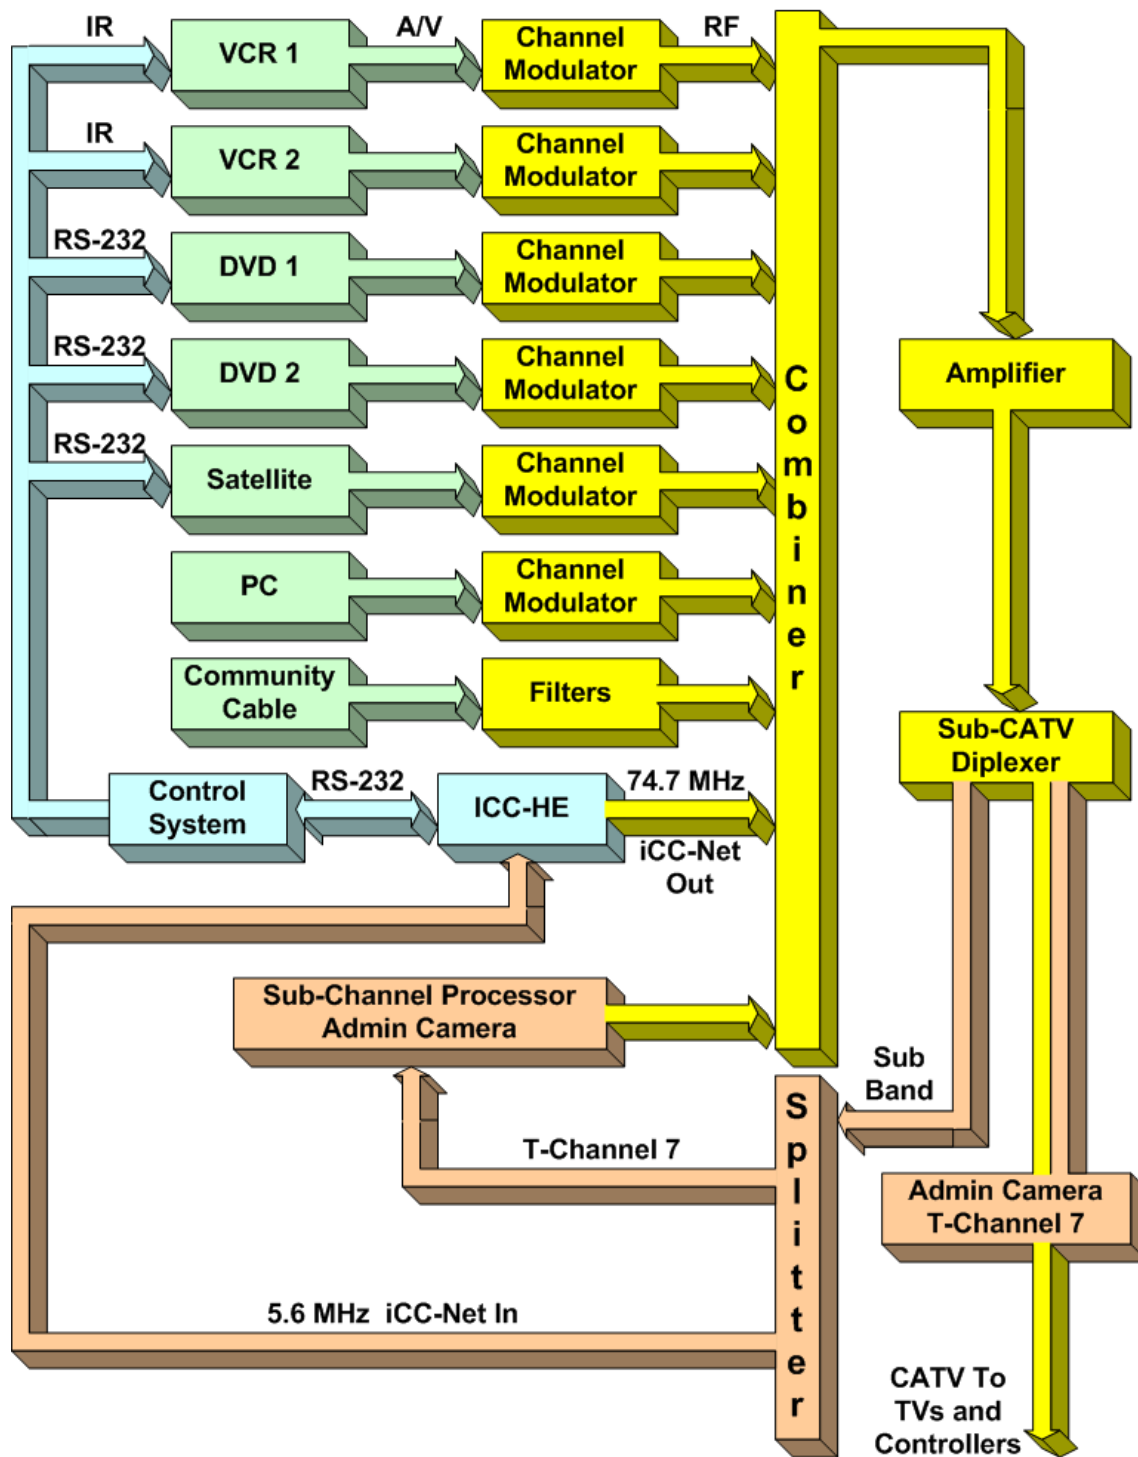 IR
VCR 1
A/V
Channel
Modulator
RF
IR
VCR 2
Channel
Modulator
RS-232
DVD 1
Channel
Modulator
RS-232
DVD 2
Channel
Modulator
Combiner
Amplifier
RS-232
Satellite
Channel
Modulator
PC
Channel
Modulator
Community
Cable
Filters
Sub-CATV
Diplexer
Control
System
RS-232
ICC-HE
74.7 MHz
iCC-Net
Out
Sub-Channel Processor
Admin Camera
Sub
Band
Splitter
T-Channel 7
Admin Camera
T-Channel 7
5.6 MHz  iCC-Net In
CATV To
TVs and
Controllers